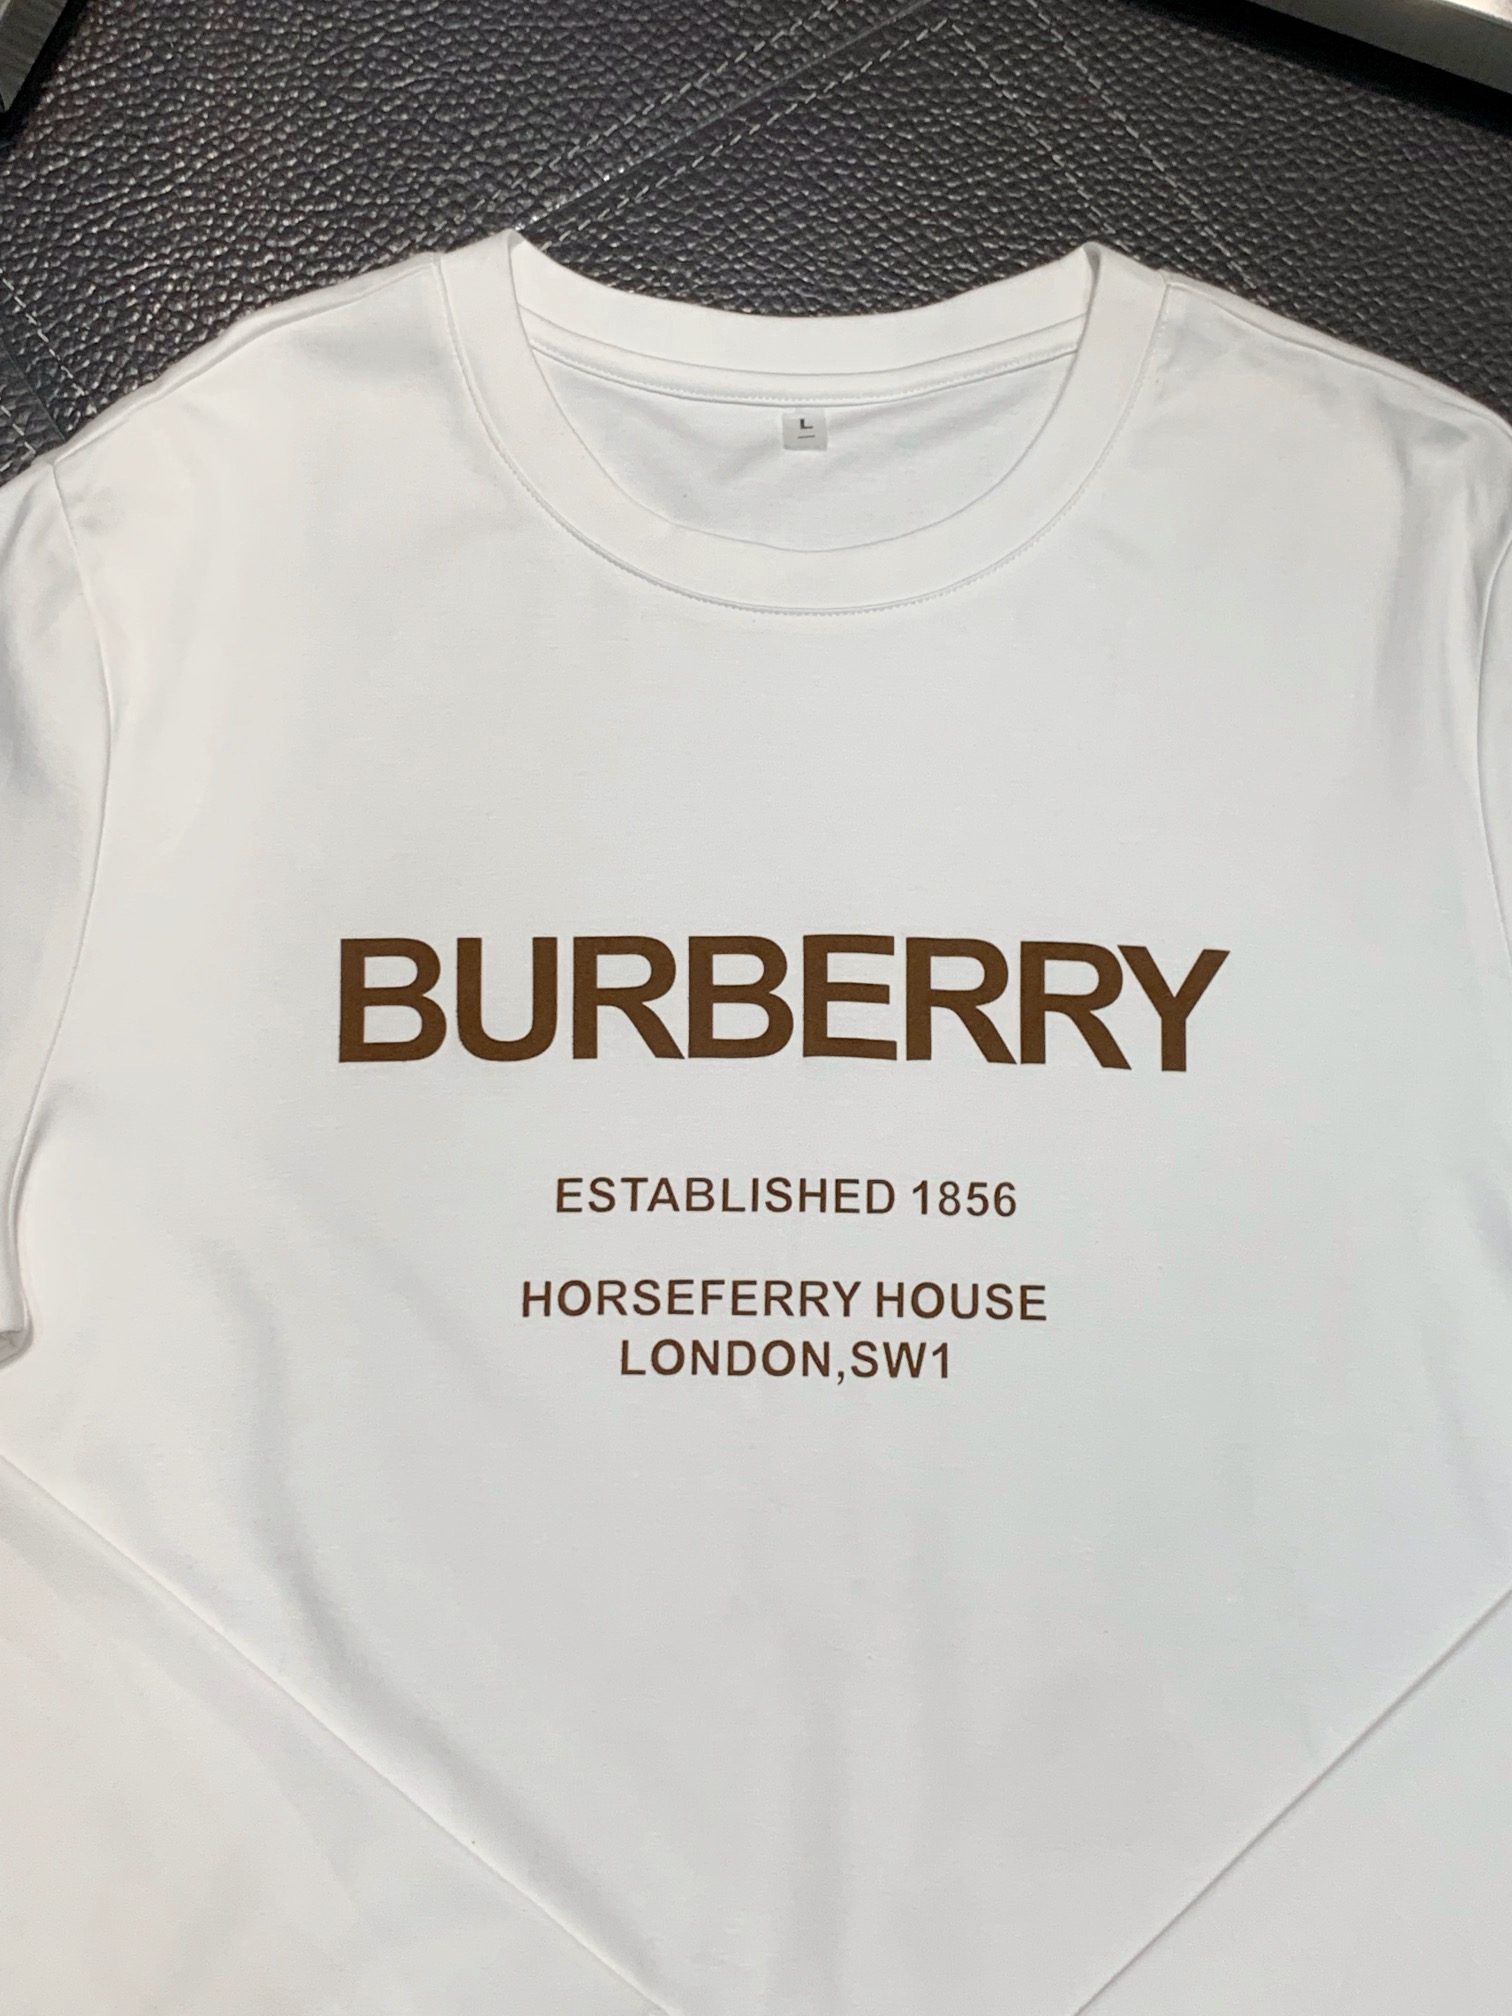 L
BURBERRY
ESTABLISHED 1856
HORSEFERRY HOUSE
LONDON,SW1